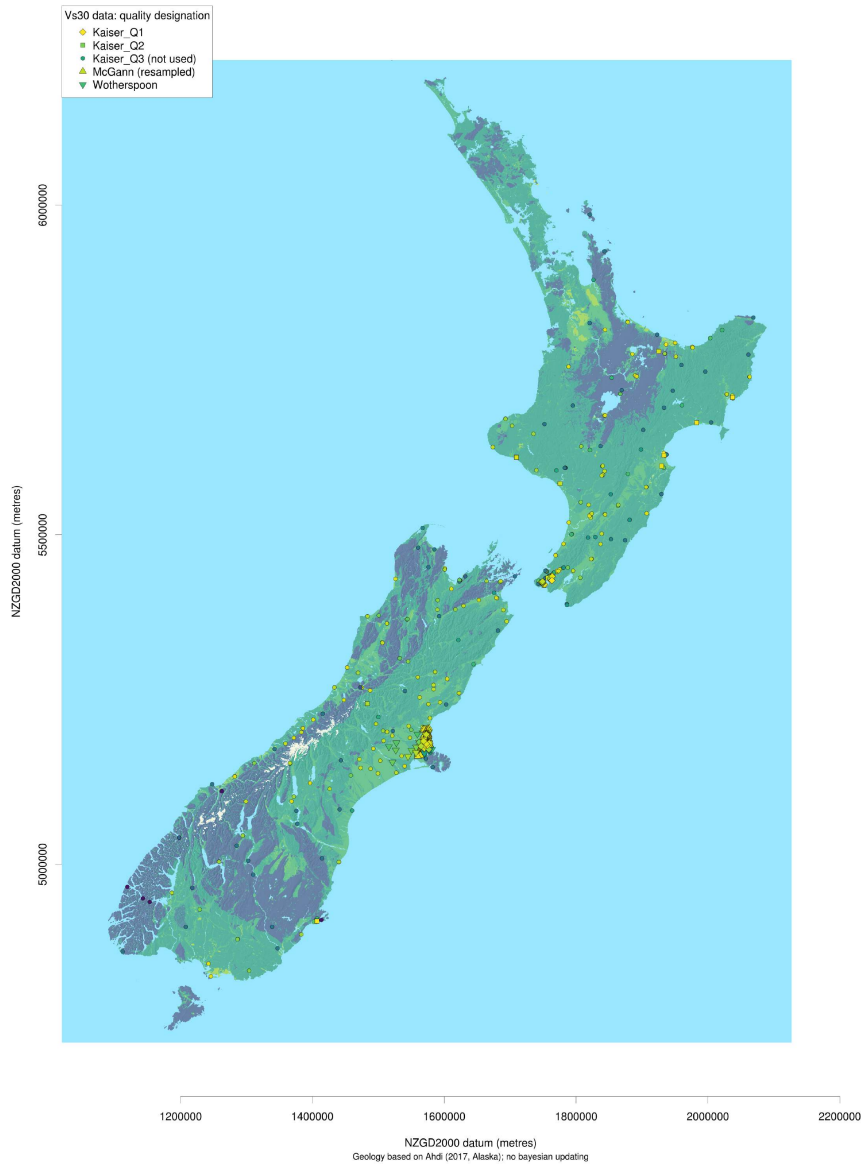 Vs30 data: quality designation
Kaiser_Q1
Kaiser_Q2
Kaiser_Q3 (not used)
McGann (resampled)
Wotherspoon
6000000
5500000
5000000
NZGD2000 datum (metres)
1200000 1400000 1600000 1800000 2000000 2200000
NZGD2000 datum (metres)
Geology based on Ahdi (2017, Alaska); no bayesian updating